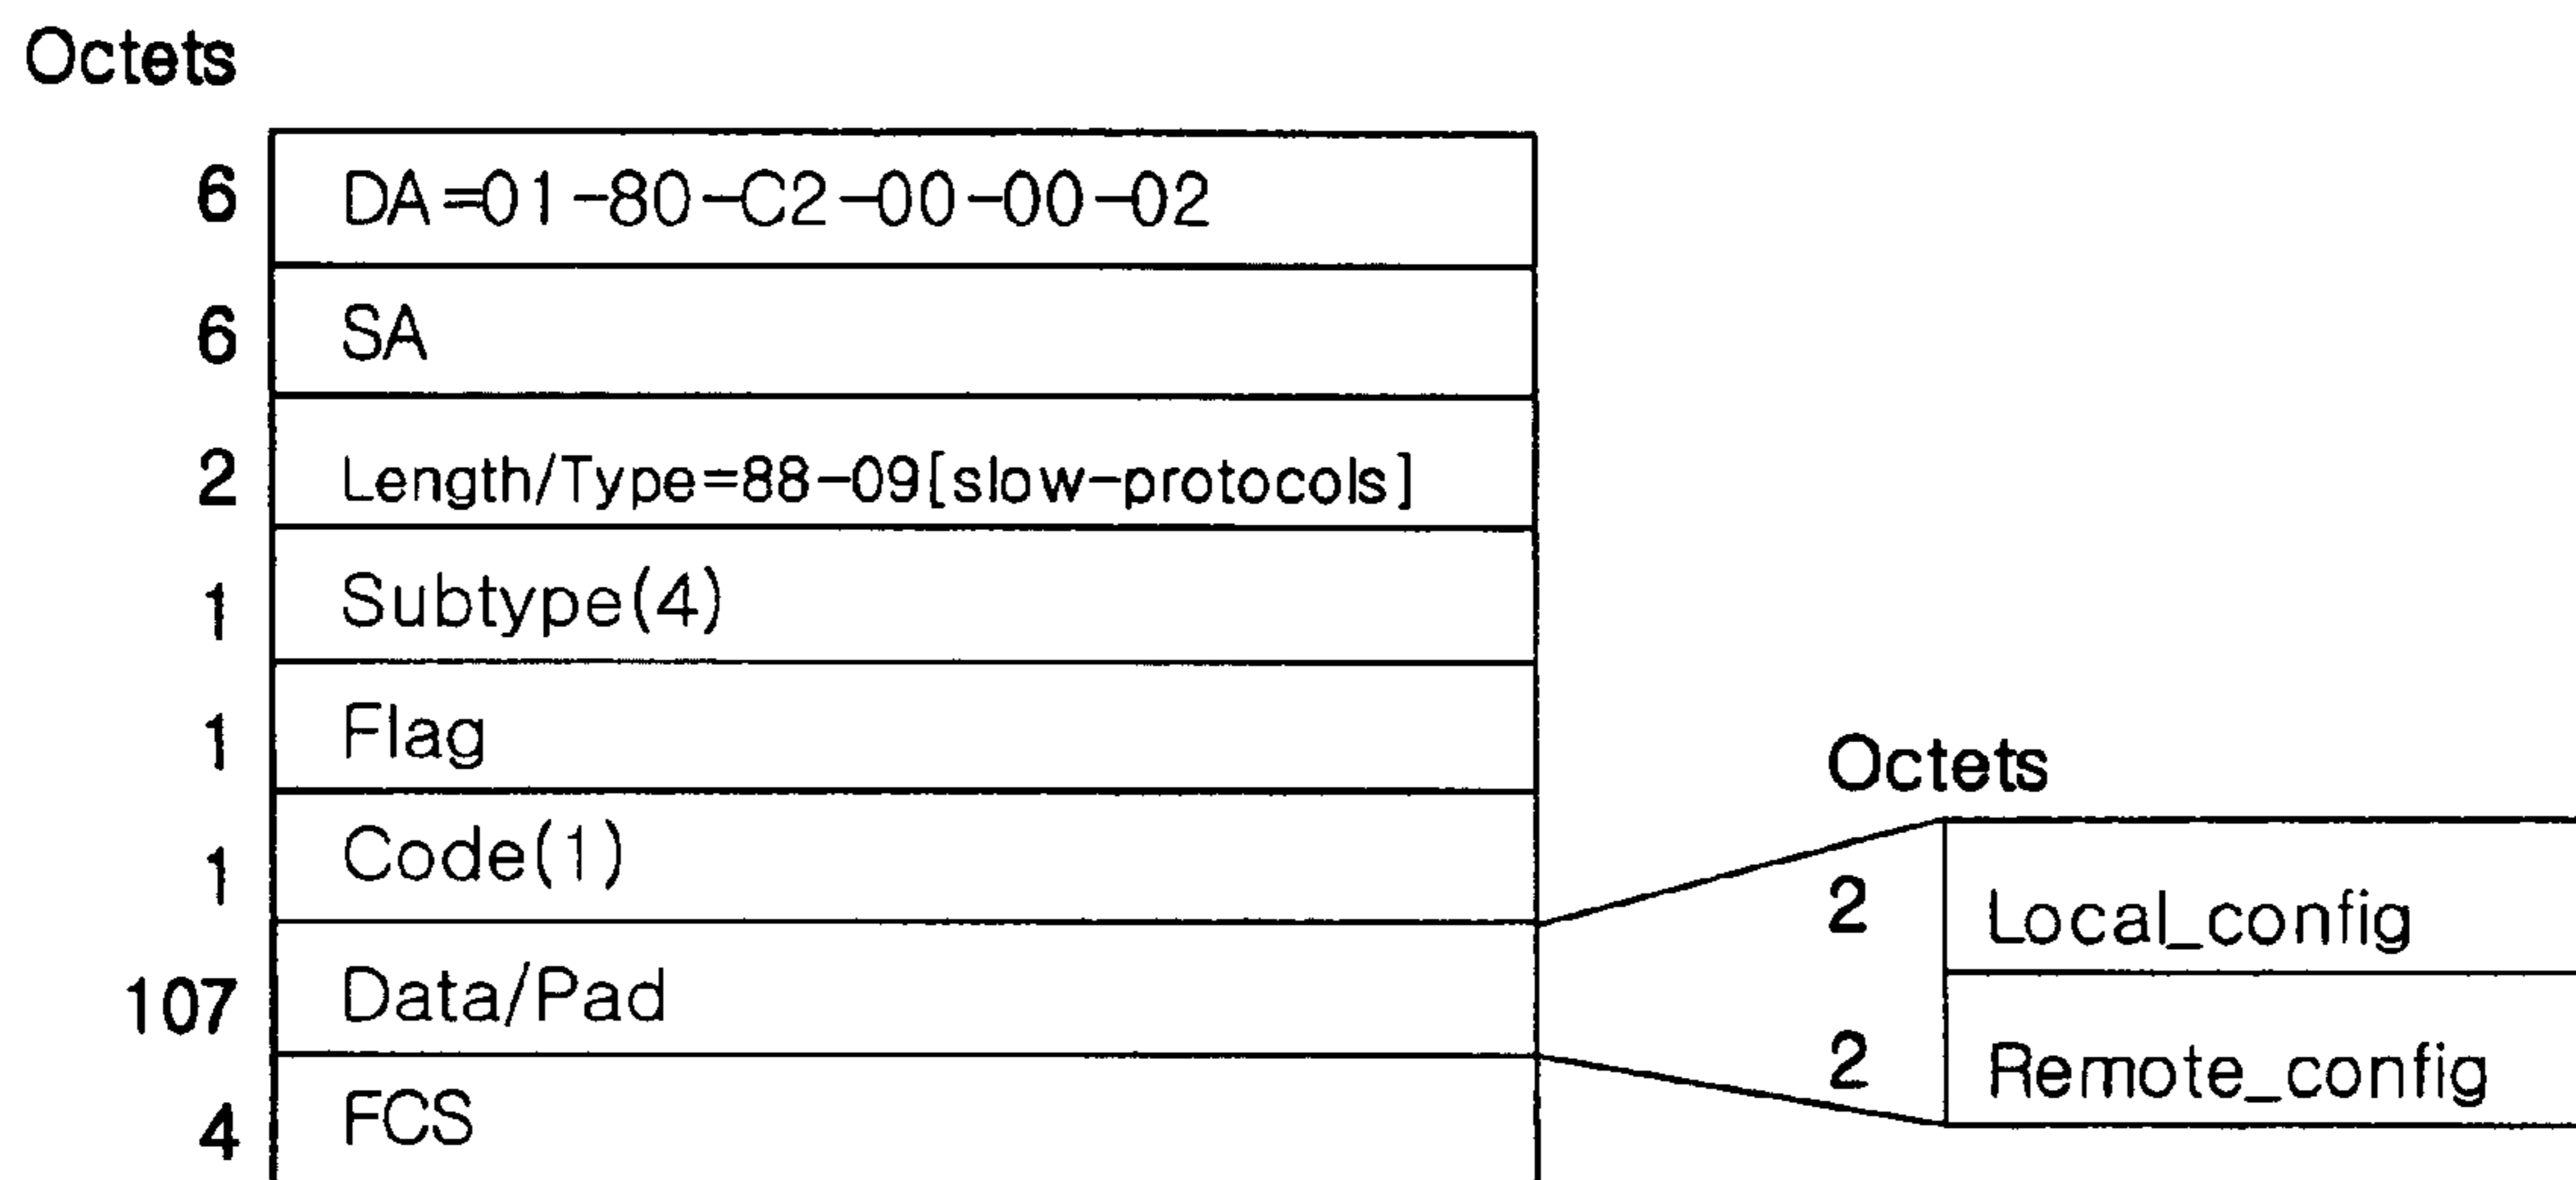 Octets
6 DA=01-80-C2-00-00-02
6 SA
2 Length/Type=88-09[slow-protocols]
1 Subtype(4)
1 Flag
1 Code(1)
107 Data/Pad
4 FCS
Octets
2 Local_config
2 Remote_config